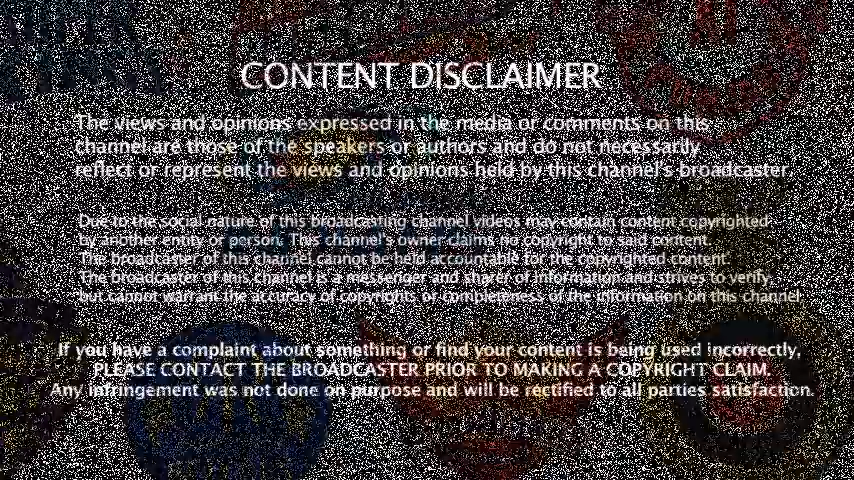 CONTENT DISCLAIMER
The views and opinions expressed in the media or comments on this
channel are those of the speakers or authors and do not necessarily
reflect or represent the views and opinions held by this channel's broadcaster.
Due to the social nature of this broadcasting channel videos may contain content copyrighted
by another entity or person. This channel's owner claims no copyright to said content.
The broadcaster of this channel cannot be held accountable for the copyrighted content.
The broadcaster of this channel is a messenger and sharer of information and strives to verify,
but cannot warrant the accuracy of copyrights or completeness of the information on this channel
If you have a complaint about something or find your content is being used incorrectly,
PLEASE CONTACT THE BROADCASTER PRIOR TO MAKING A COPYRIGHT CLAIM.
Any infringement was not done on purpose and will be rectified to all parties satisfaction.